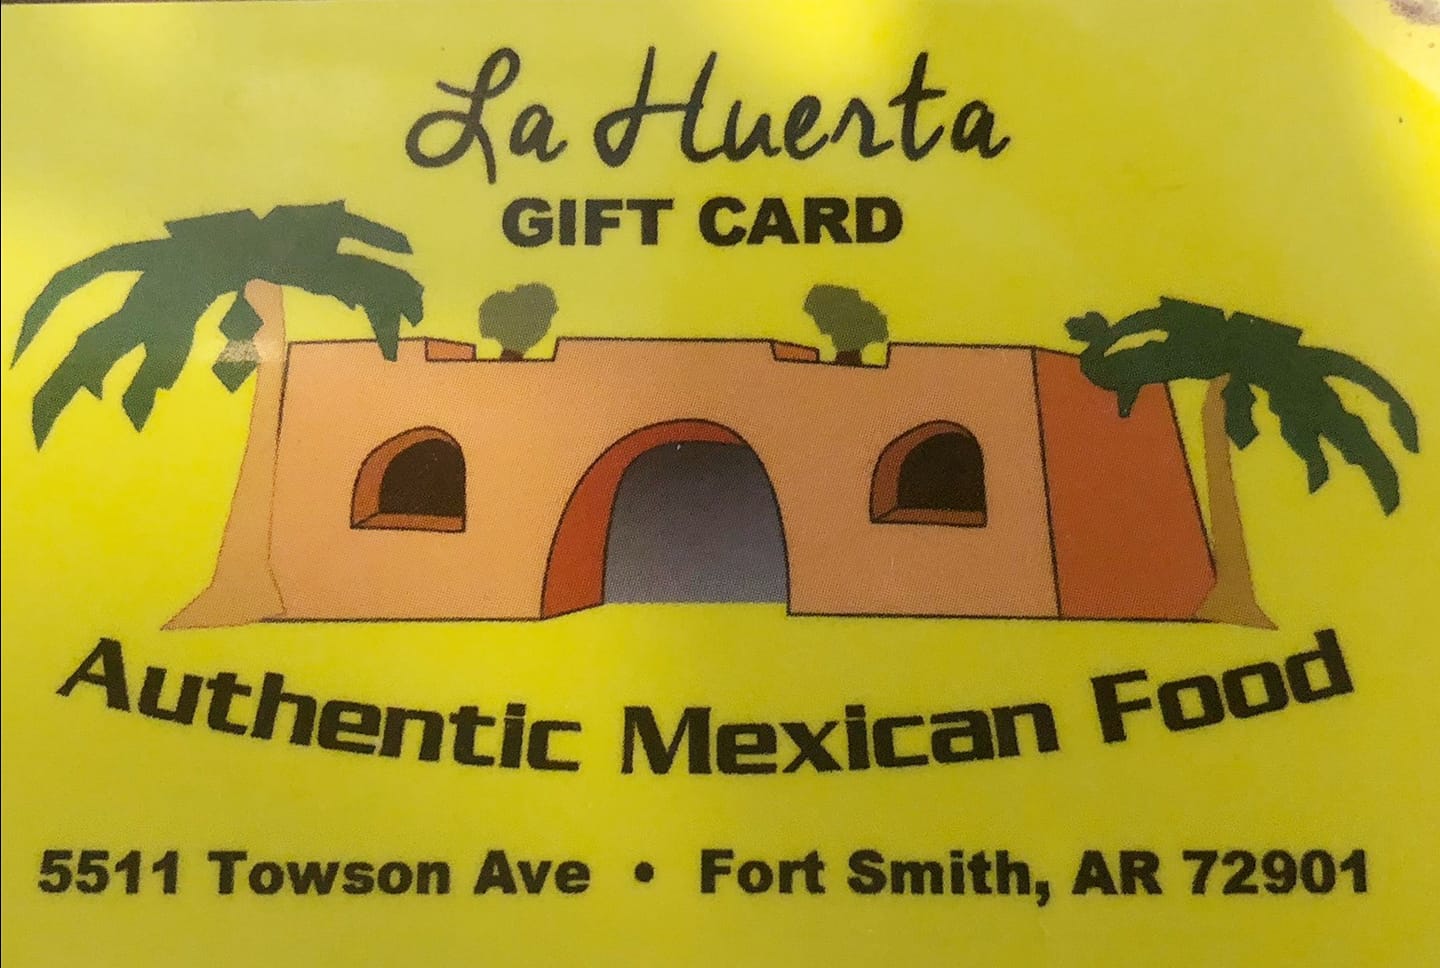 La Huerta
GIFT CARD
Authentic Mexican Food
5511 Towson Ave • Fort Smith, AR 72901